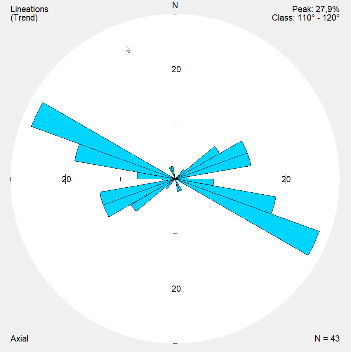 Lineations
(Trend)
N
Peak: 27,9%
Class: 110° - 120°
20
20
20
20
Axial
N = 43